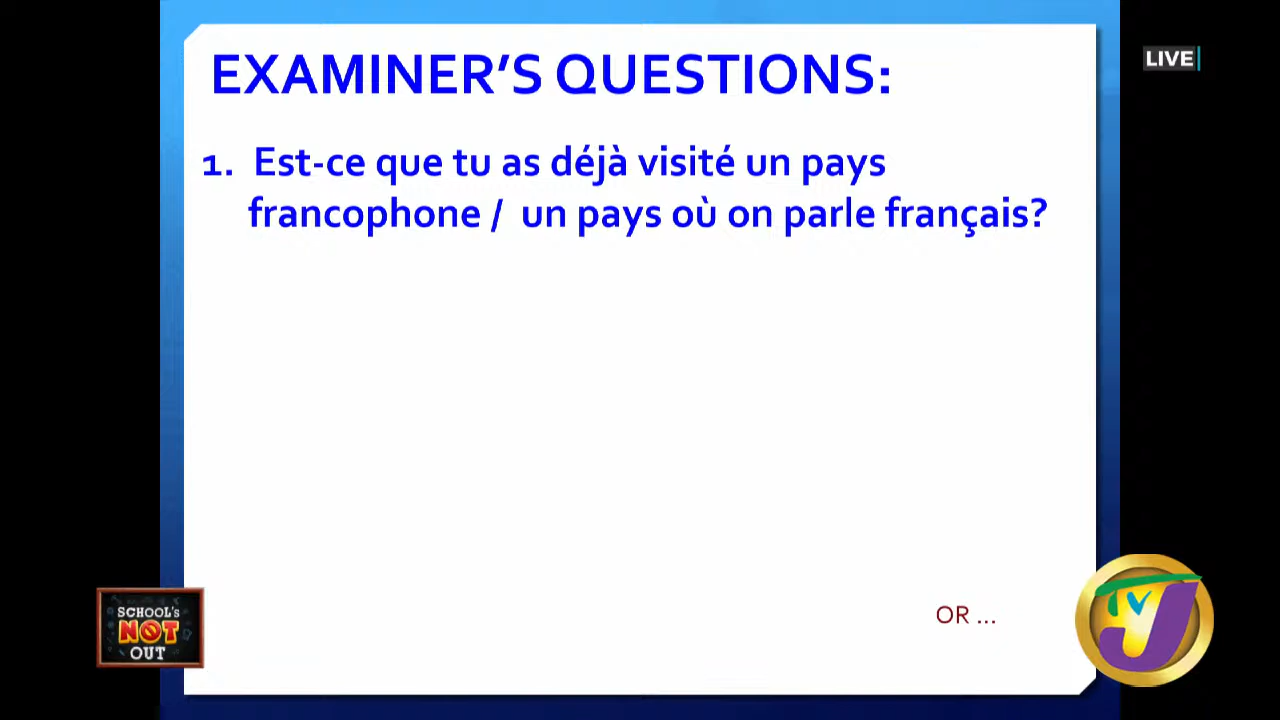 EXAMINER'S QUESTIONS:
LIVE
1. Est-ce que tu as déjà visité un pays
francophone / un pays où on parle français?
OR ...
SCHOOL's
NOT
OUT
TVJ